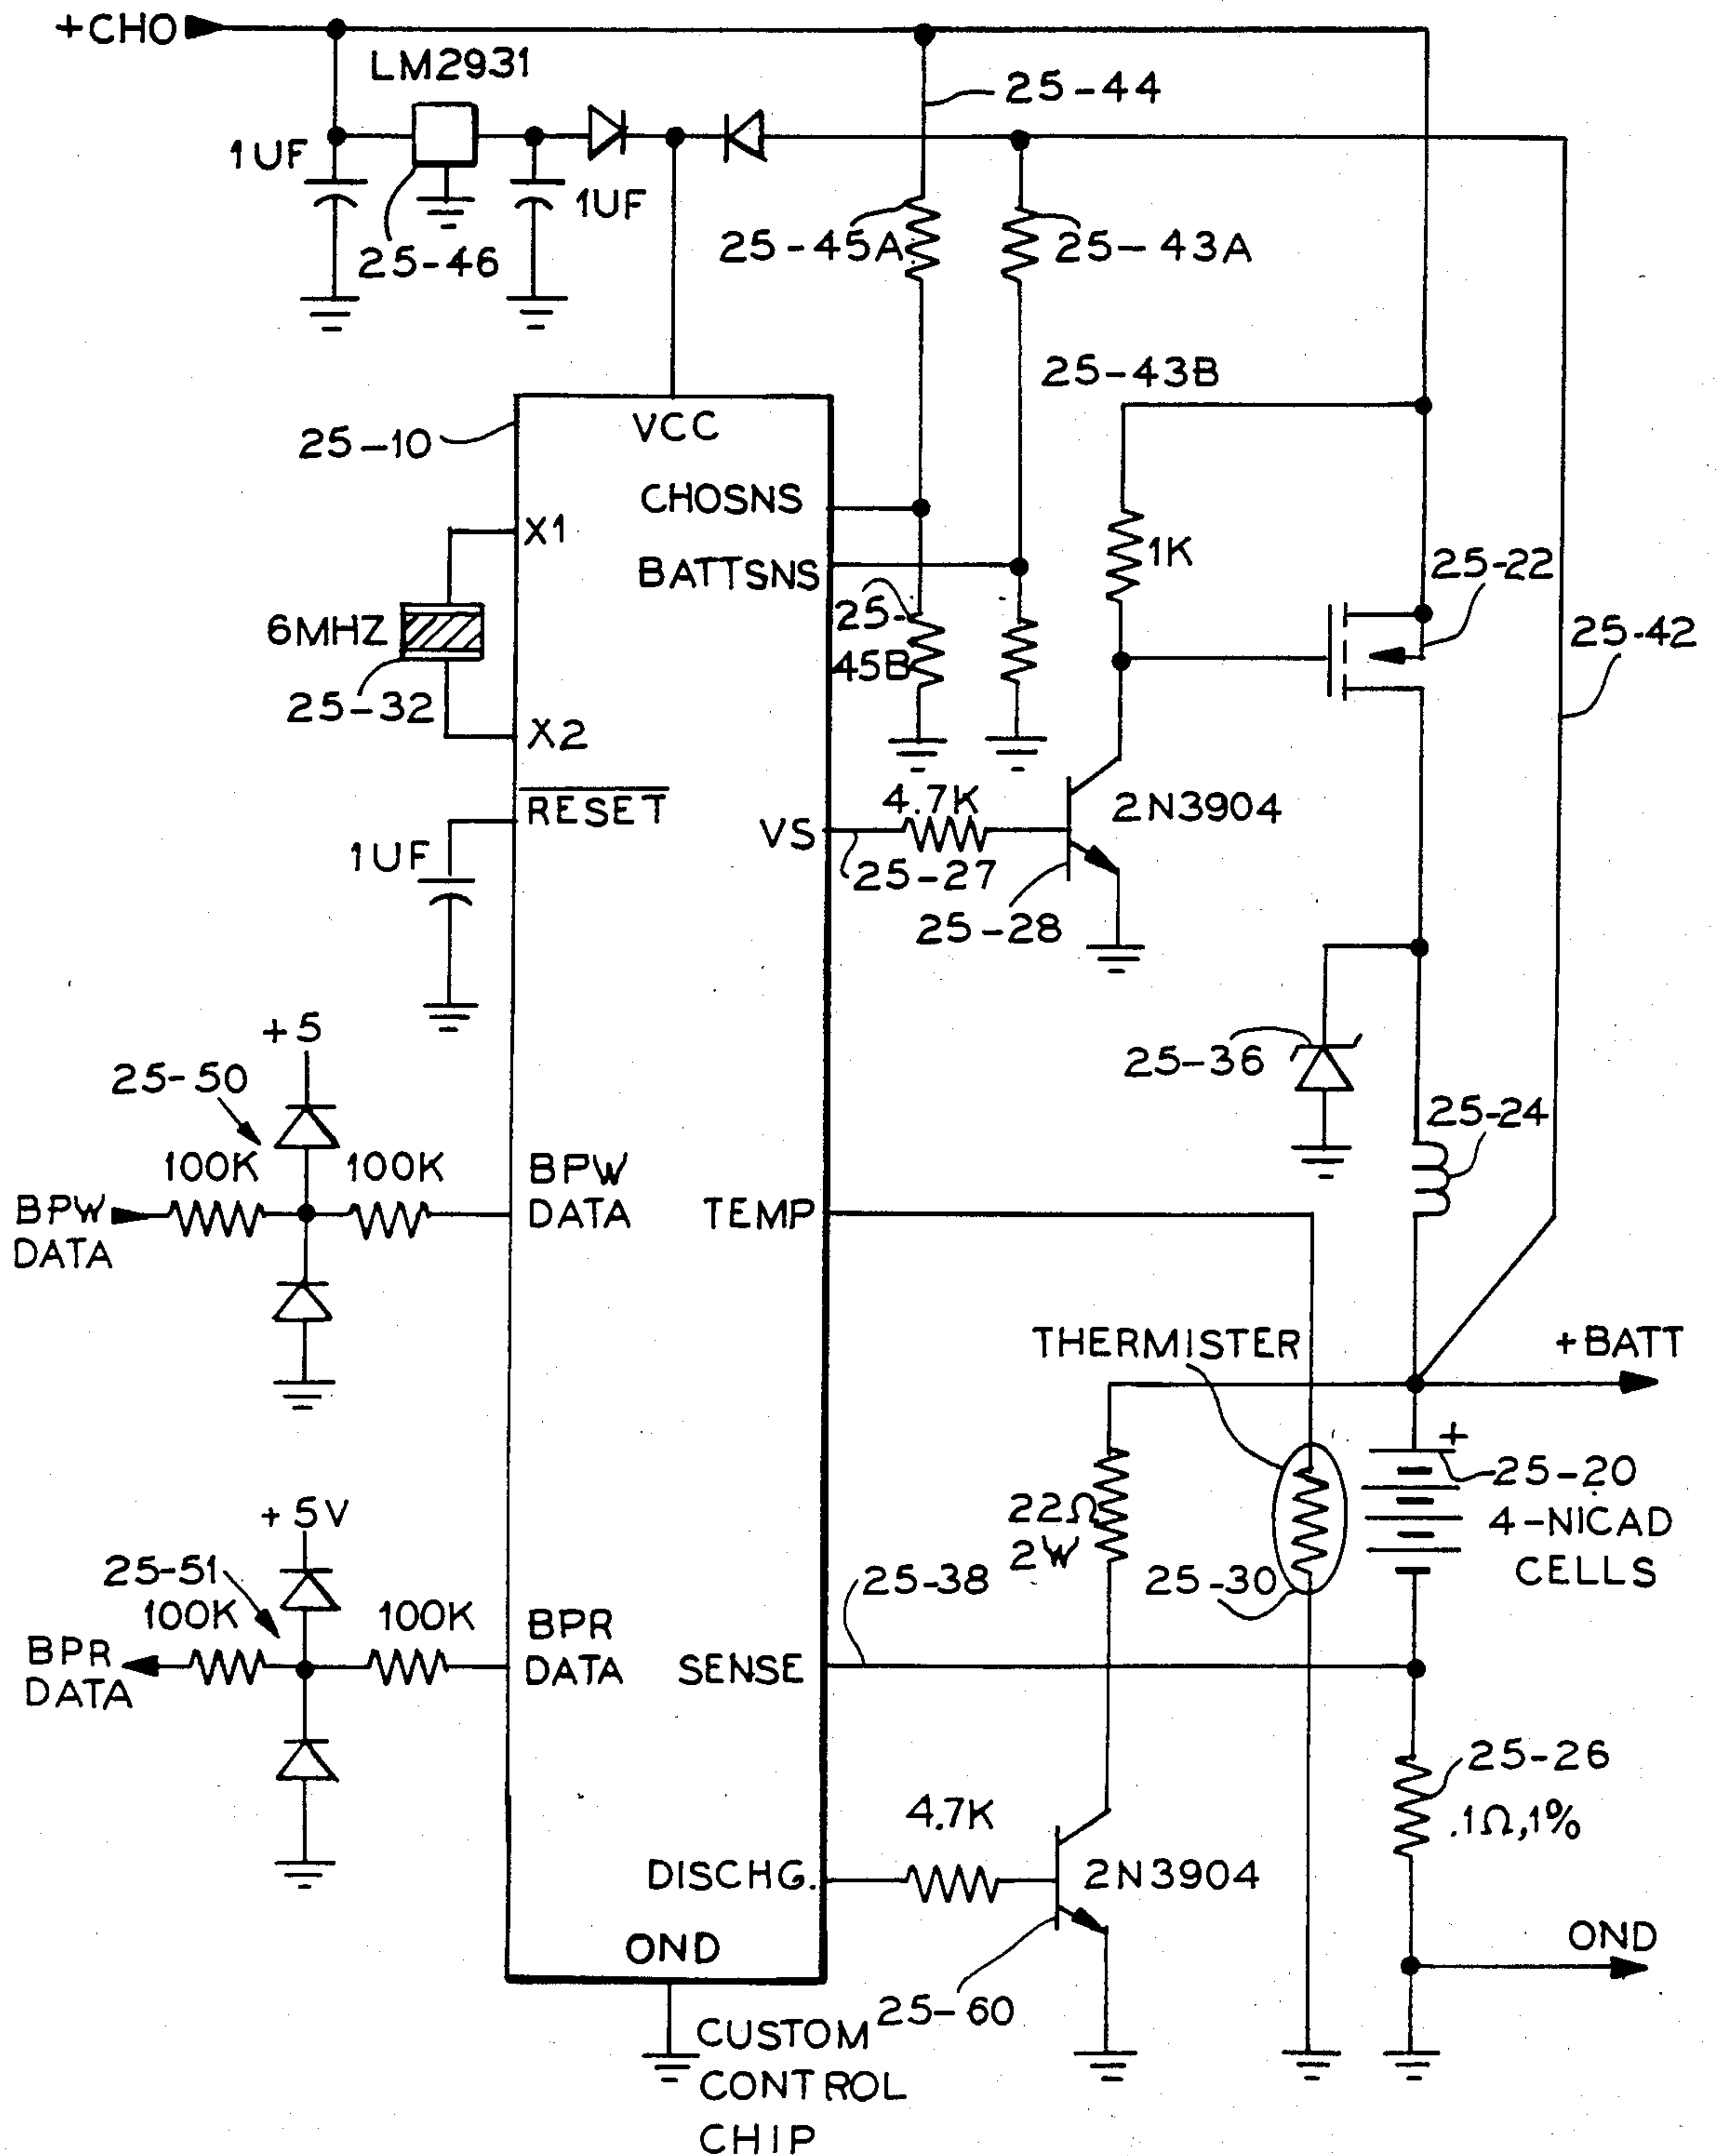 +CHO
LM2931
25-44
1UF
1UF
25-46
25-45A
25-43A
25-43B
25-10
VCC
CHOSNS
X1
BATTSNS
1K
25-22
6MHZ
25-
45B
25-42
25-32
X2
RESET
4.7K
2N3904
VS
1UF
25-27
25-28
+5
25-50
25-36
25-24
100K
100K
BPW
DATA
BPW
DATA
TEMP
THERMISTER
+BATT
+
25-20
22Ω
2W
4-NICAD
CELLS
+5V
25-51
25-38
25-30
100K
100K
BPR
DATA
BPR
DATA
SENSE
25-26
.1Ω,1%
4.7K
DISCHG.
2N3904
OND
OND
25-60
CUSTOM
CONTROL
CHIP